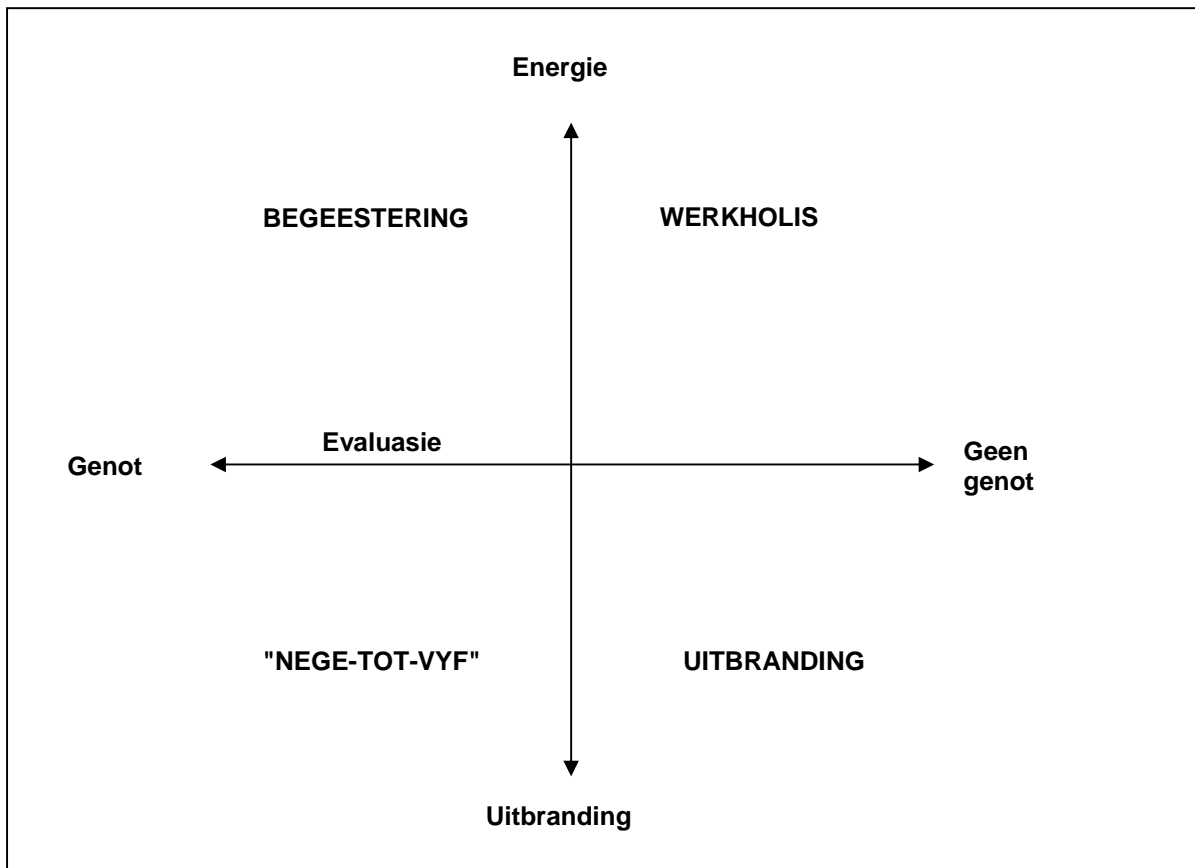 Energie
BEGEESTERING
WERKHOLIS
Evaluasie
Genot
Geen
genot
"NEGE-TOT-VYF"
UITBRANDING
Uitbranding